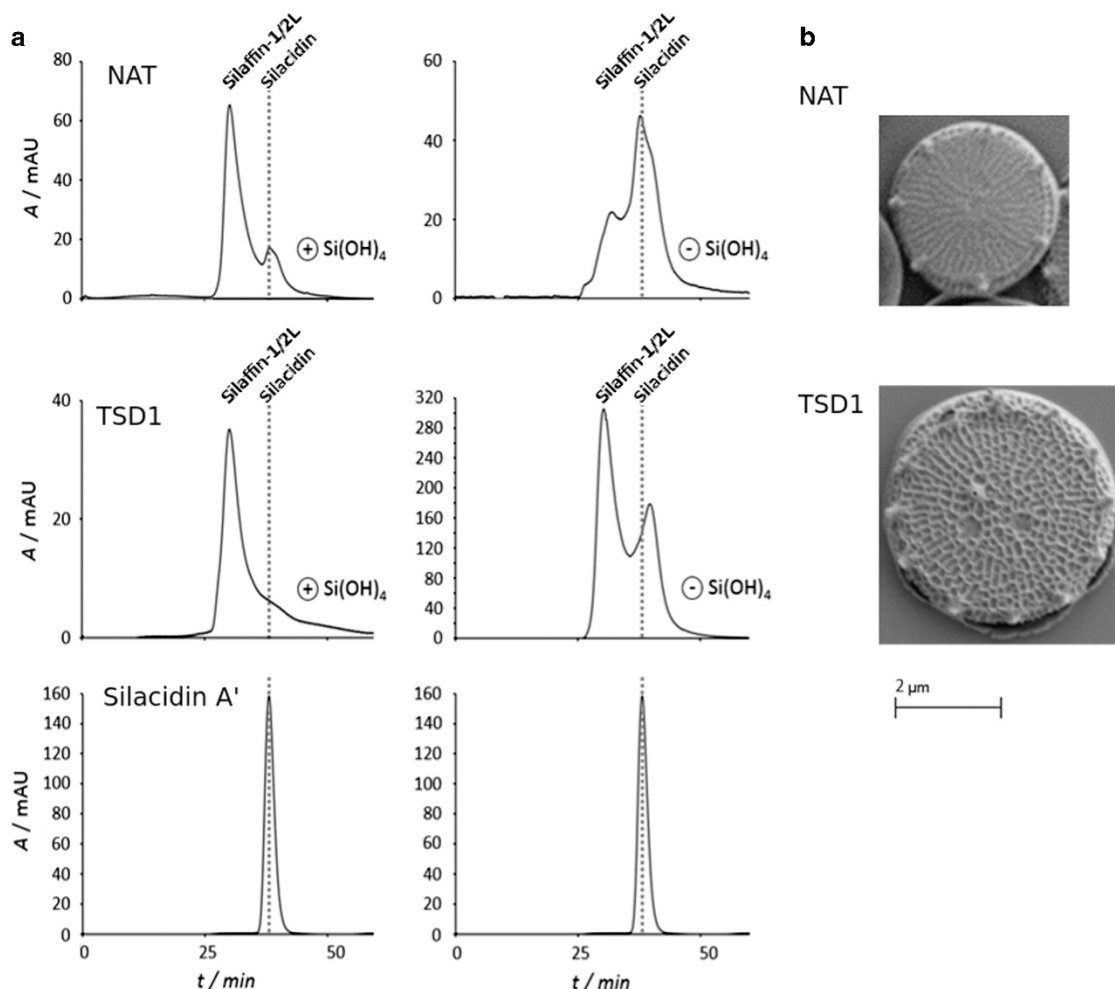 a
b
NAT
Silaffin-1/2L
Silacidin
A / mAU
80
60
40
20
0
+ Si(OH)4
Silaffin-1/2L
Silacidin
60
40
20
0
- Si(OH)4
NAT
TSD1
Silaffin-1/2L
Silacidin
A / mAU
40
20
0
+ Si(OH)4
Silaffin-1/2L
Silacidin
320
280
240
200
180
160
120
80
40
0
- Si(OH)4
TSD1
2 µm
Silacidin A'
A / mAU
160
140
120
100
80
60
40
20
0
0 25 50
t / min
160
140
120
100
80
60
40
20
0
0 25 50
t / min